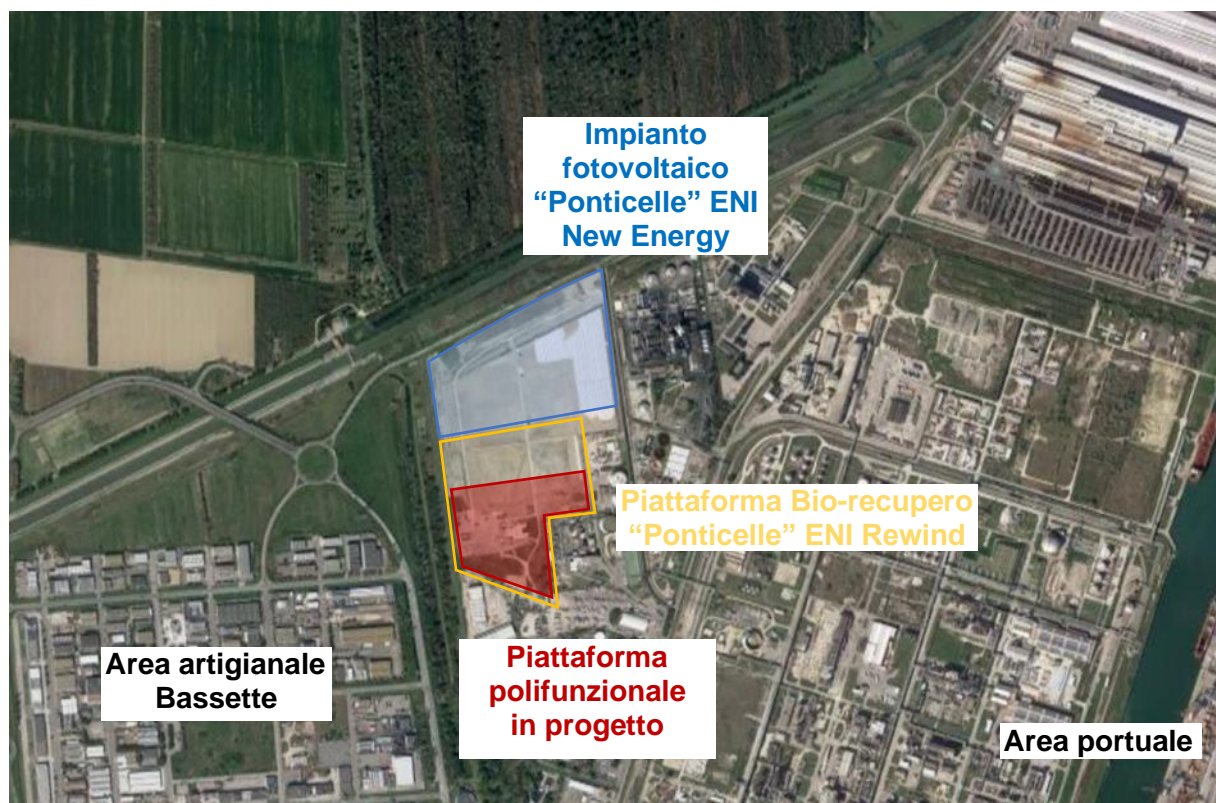 Impianto
fotovoltaico
“Ponticelle” ENI
New Energy
Piattaforma Bio-recupero
“Ponticelle” ENI Rewind
Area artigianale
Bassette
Piattaforma
polifunzionale
in progetto
Area portuale